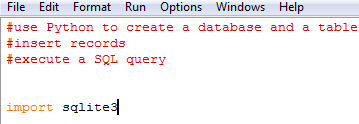 File Edit Format Run Options Windows Help
#use Python to create a database and a table
#insert records
#execute a SQL query
import sqlite3